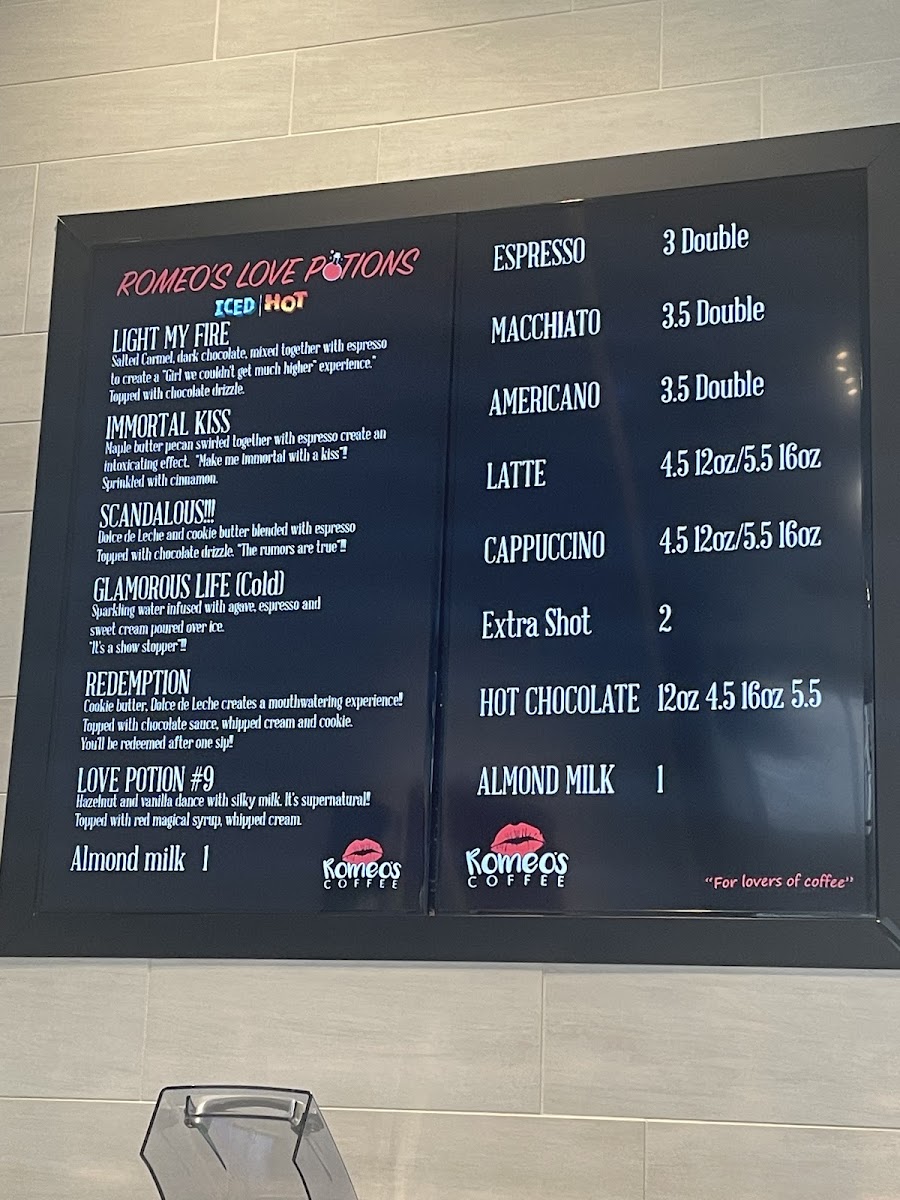 ROMEO'S LOVE POTIONS
ICED | HOT
LIGHT MY FIRE
Salted Carmel, dark chocolate, mixed together with espresso
to create a "Girl we couldn't get much higher" experience."
Topped with chocolate drizzle.
IMMORTAL KISS
Maple butter pecan swirled together with espresso create an
intoxicating effect. "Make me immortal with a kiss"!!
Sprinkled with cinnamon.
SCANDALOUS!!!
Dolce de Leche and cookie butter blended with espresso
Topped with chocolate drizzle. "The rumors are true"!!
GLAMOROUS LIFE (Cold)
Sparkling water infused with agave, espresso and
sweet cream poured over ice.
"It's a show stopper"!!
REDEMPTION
Cookie butter, Dolce de Leche creates a mouthwatering experience!!
Topped with chocolate sauce, whipped cream and cookie.
You'll be redeemed after one sip!!
LOVE POTION #9
Hazelnut and vanilla dance with silky milk. It's supernatural!!
Topped with red magical syrup, whipped cream.
Almond milk 1
Romeo's
COFFEE
ESPRESSO 3 Double
MACCHIATO 3.5 Double
AMERICANO 3.5 Double
LATTE 4.5 12oz/5.5 16oz
CAPPUCCINO 4.5 12oz/5.5 16oz
Extra Shot 2
HOT CHOCOLATE 12oz 4.5 16oz 5.5
ALMOND MILK 1
Romeo's
COFFEE
"For lovers of coffee"